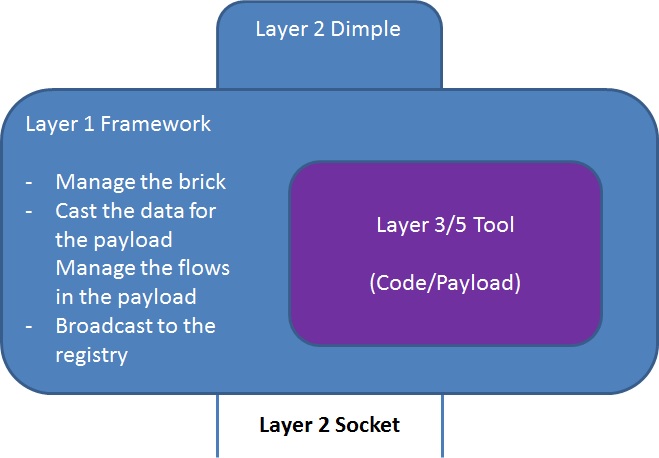 Layer 2 Dimple
Layer 1 Framework
- Manage the brick
- Cast the data for
the payload
Manage the flows
in the payload
- Broadcast to the
registry
Layer 3/5 Tool
(Code/Payload)
Layer 2 Socket